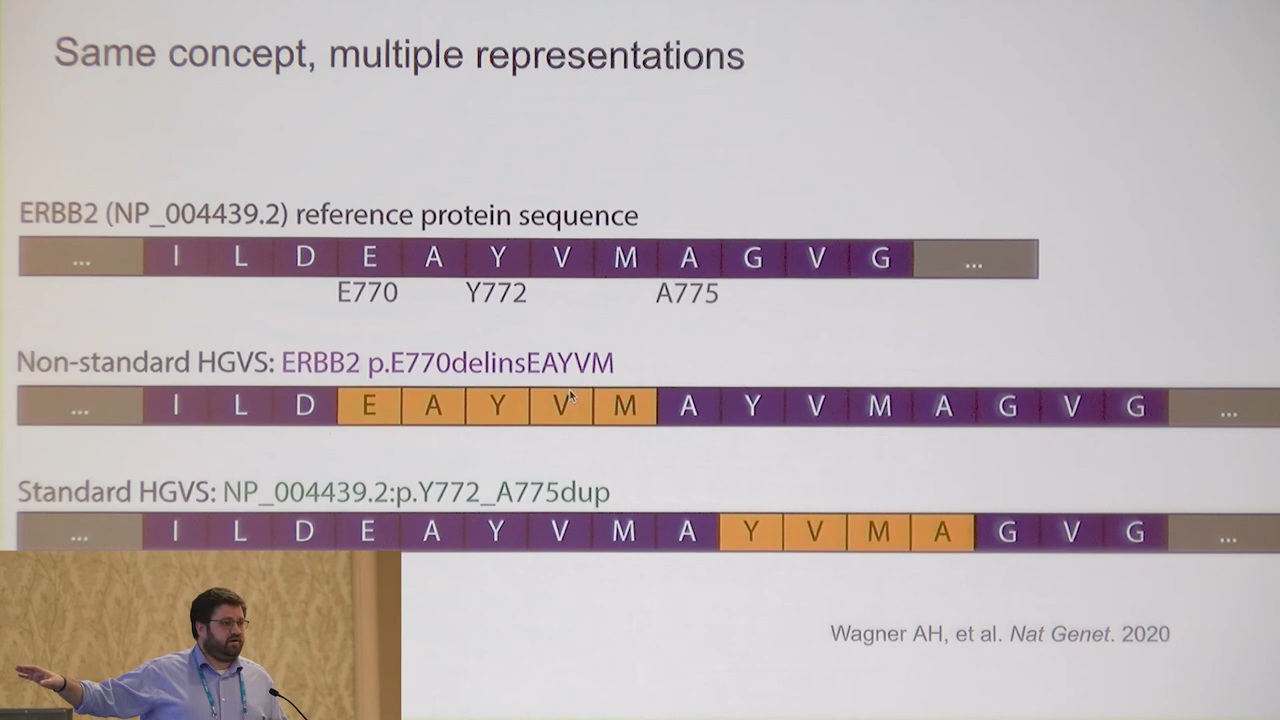 Same concept, multiple representations
ERBB2 (NP_004439.2) reference protein sequence
... I L D E A Y V M A G V G ...
E770 Y772 A775
Non-standard HGVS: ERBB2 p.E770delinsEAYVM
... I L D E A Y V M A Y V M A G V G ...
Standard HGVS: NP_004439.2:p.Y772_A775dup
... I L D E A Y V M A Y V M A G V G ...
Wagner AH, et al. Nat Genet. 2020